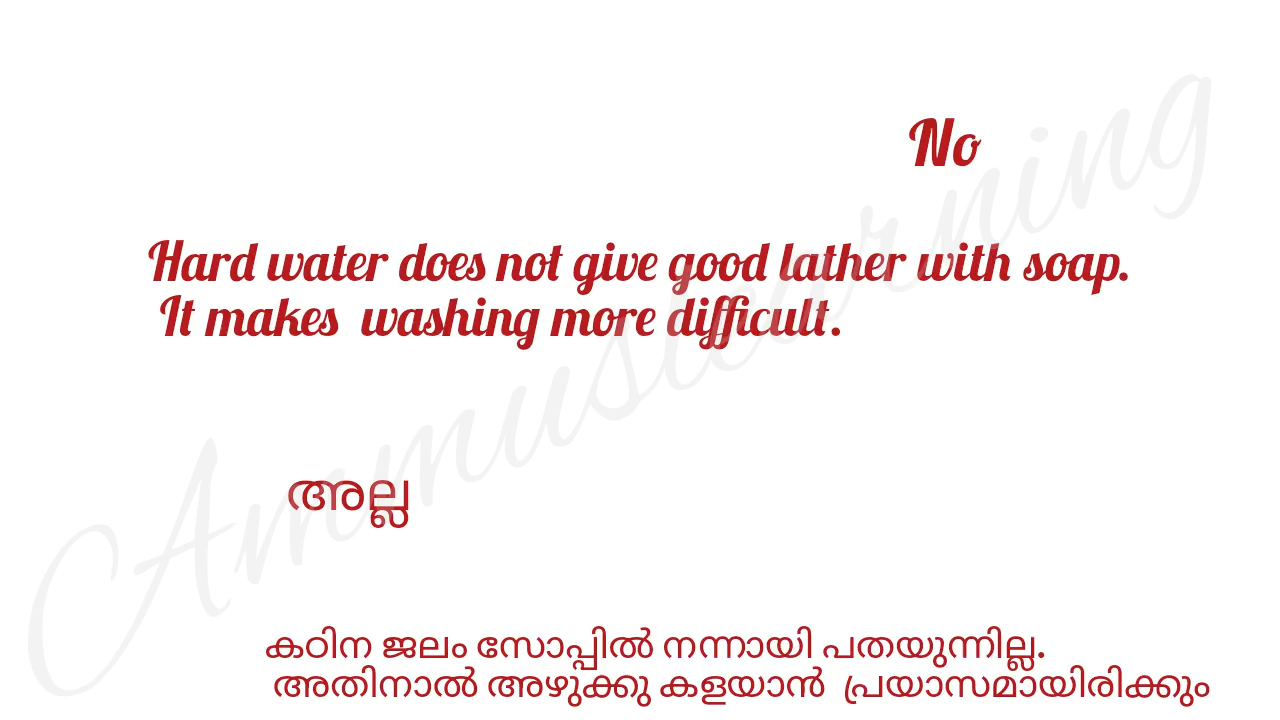 No
Hard water does not give good lather with soap.
It makes washing more difficult.
അല്ല
കഠിന ജലം സോപ്പിൽ നന്നായി പതയുന്നില്ല.
അതിനാൽ അഴുക്കു കളയാൻ പ്രയാസമായിരിക്കും
Ammuslearning